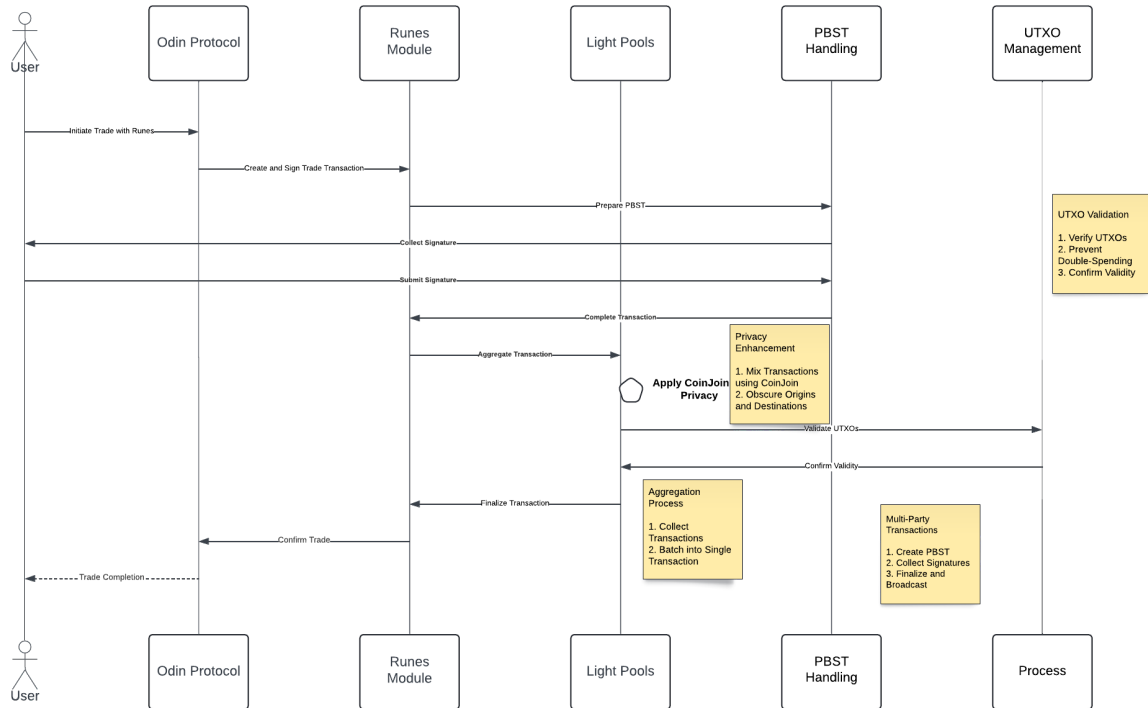 User
Odin Protocol
Runes
Module
Light Pools
PBST
Handling
UTXO
Management
Initiate Trade with Runes
Create and Sign Trade Transaction
Prepare PBST
UTXO Validation
1. Verify UTXOs
2. Prevent
Double-Spending
3. Confirm Validity
Collect Signature
Submit Signature
Complete Transaction
Privacy
Enhancement
1. Mix Transactions
using CoinJoin
2. Obscure Origins
and Destinations
Aggregate Transaction
Apply CoinJoin
Privacy
Validate UTXOs
Confirm Validity
Aggregation
Process
1. Collect
Transactions
2. Batch into Single
Transaction
Finalize Transaction
Multi-Party
Transactions
1. Create PBST
2. Collect Signatures
3. Finalize and
Broadcast
Confirm Trade
Trade Completion
User
Odin Protocol
Runes
Module
Light Pools
PBST
Handling
Process